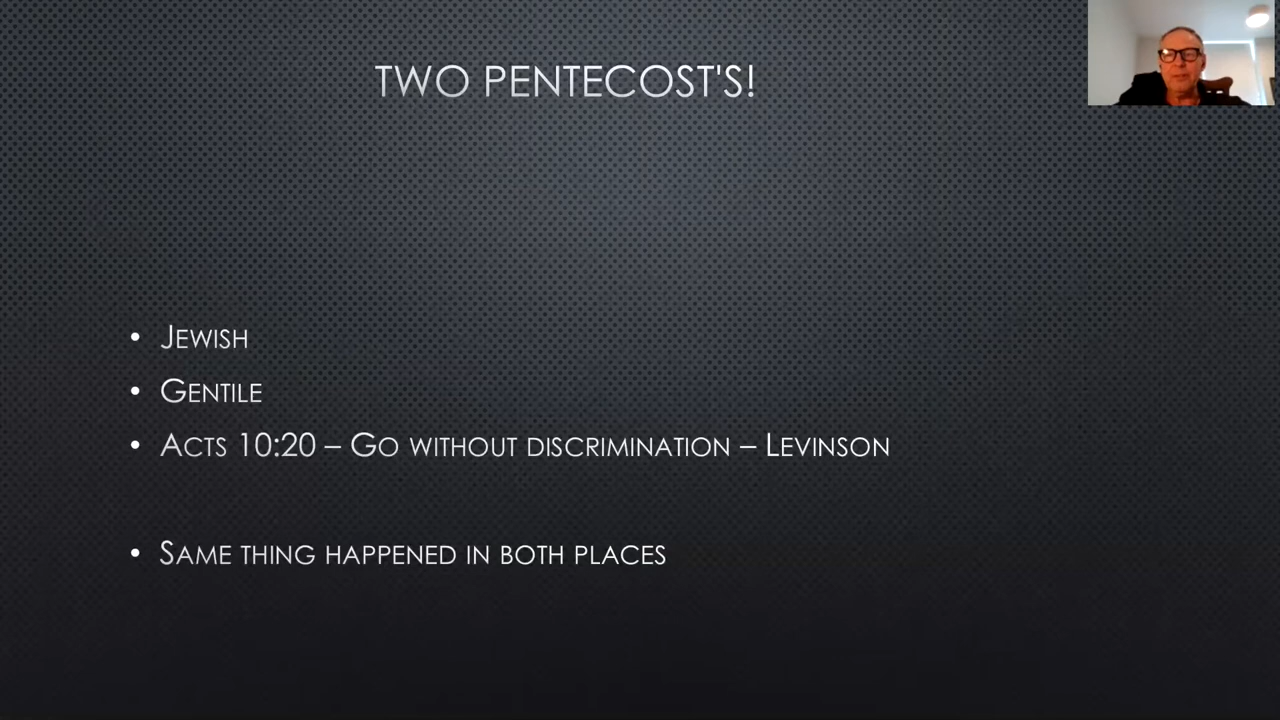 TWO PENTECOST'S!
• JEWISH
• GENTILE
• ACTS 10:20 – GO WITHOUT DISCRIMINATION – LEVINSON
• SAME THING HAPPENED IN BOTH PLACES